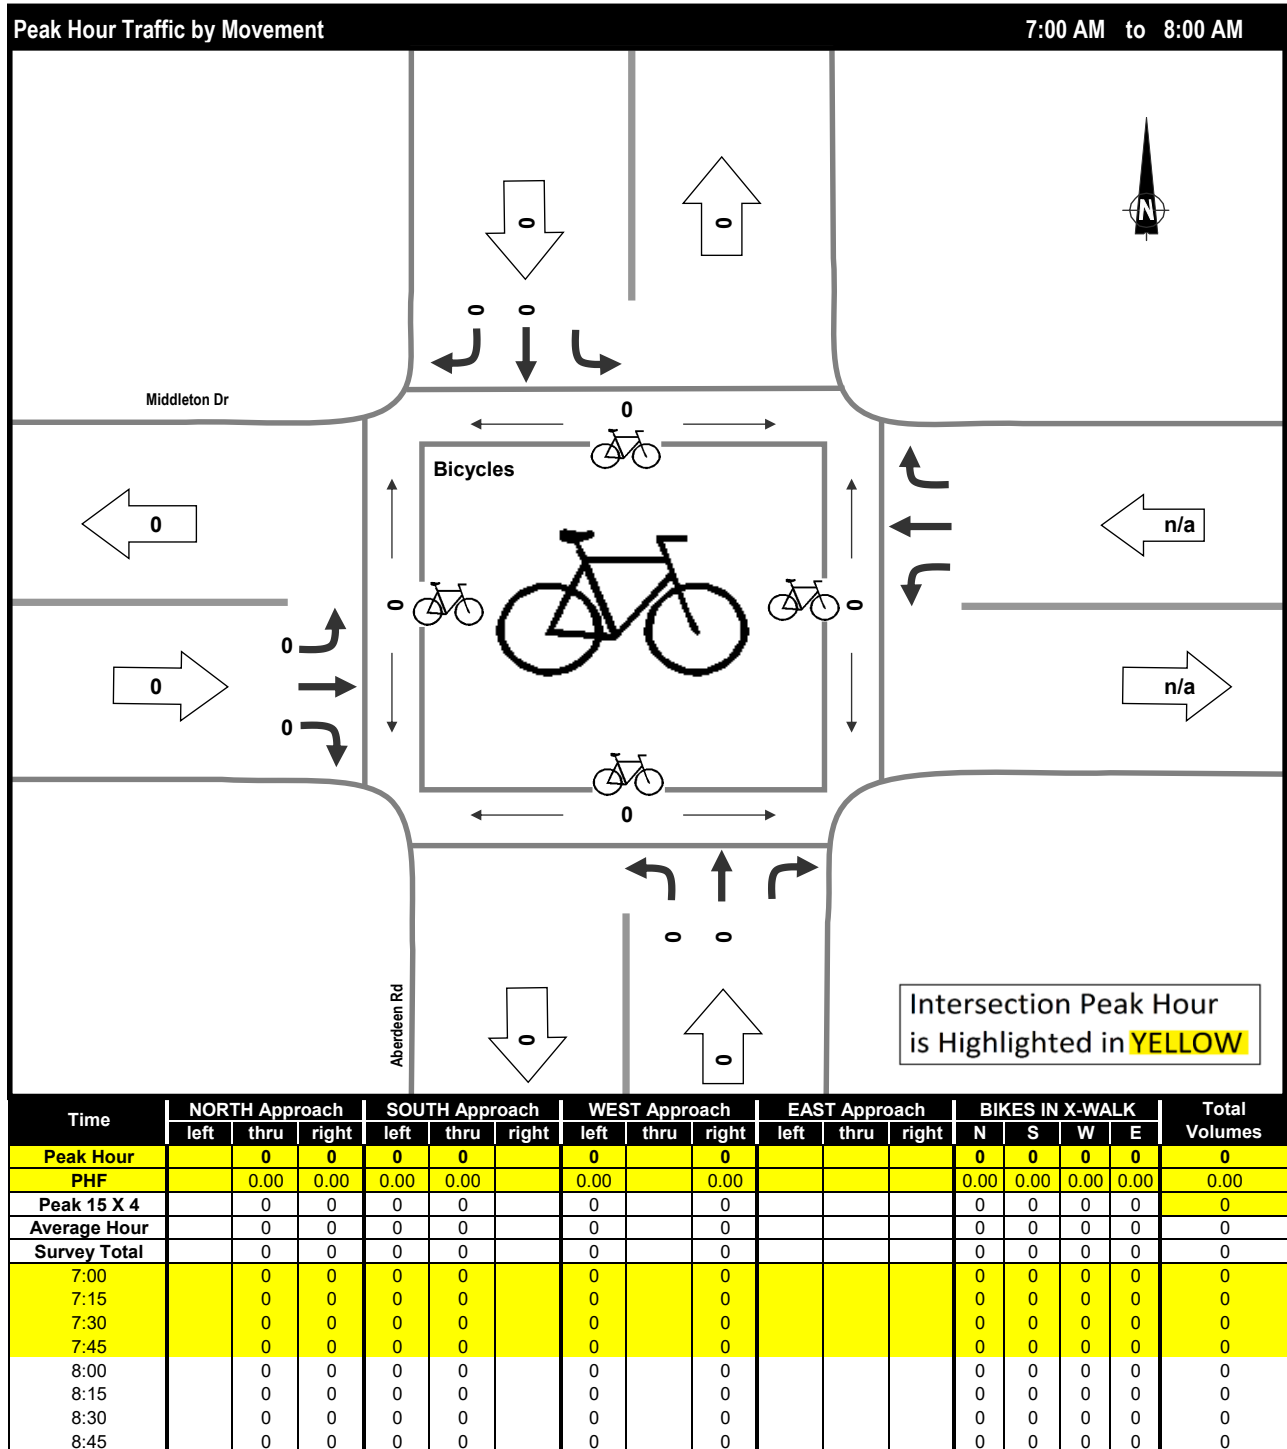 Peak Hour Traffic by Movement 7:00 AM to 8:00 AM
0 0
N
0 0
Middleton Dr
0
Bicycles
0 n/a
0 0
0
0 n/a
0
0
0 0
Aberdeen Rd
0 0
Intersection Peak Hour
is Highlighted in YELLOW
Time NORTH Approach SOUTH Approach WEST Approach EAST Approach BIKES IN X-WALK Total
left thru right left thru right left thru right left thru right N S W E Volumes
Peak Hour 0 0 0 0 0 0 0 0 0 0 0
PHF 0.00 0.00 0.00 0.00 0.00 0.00 0.00 0.00 0.00 0.00 0.00
Peak 15 X 4 0 0 0 0 0 0 0 0 0 0 0
Average Hour 0 0 0 0 0 0 0 0 0 0 0
Survey Total 0 0 0 0 0 0 0 0 0 0 0
7:00 0 0 0 0 0 0 0 0 0 0 0
7:15 0 0 0 0 0 0 0 0 0 0 0
7:30 0 0 0 0 0 0 0 0 0 0 0
7:45 0 0 0 0 0 0 0 0 0 0 0
8:00 0 0 0 0 0 0 0 0 0 0 0
8:15 0 0 0 0 0 0 0 0 0 0 0
8:30 0 0 0 0 0 0 0 0 0 0 0
8:45 0 0 0 0 0 0 0 0 0 0 0